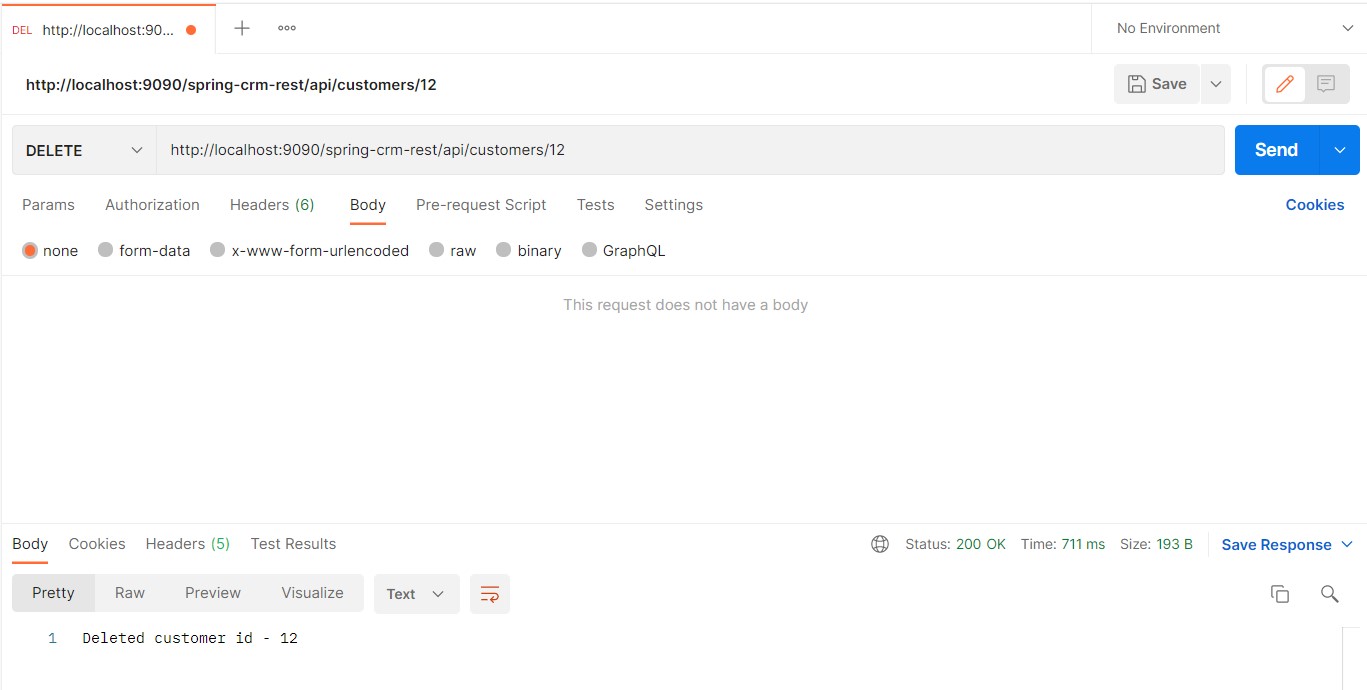 DEL http://localhost:90... No Environment
http://localhost:9090/spring-crm-rest/api/customers/12 Save
DELETE http://localhost:9090/spring-crm-rest/api/customers/12 Send
Params Authorization Headers (6) Body Pre-request Script Tests Settings Cookies
none form-data x-www-form-urlencoded raw binary GraphQL
This request does not have a body
Body Cookies Headers (5) Test Results Status: 200 OK Time: 711 ms Size: 193 B Save Response
Pretty Raw Preview Visualize Text
1 Deleted customer id - 12